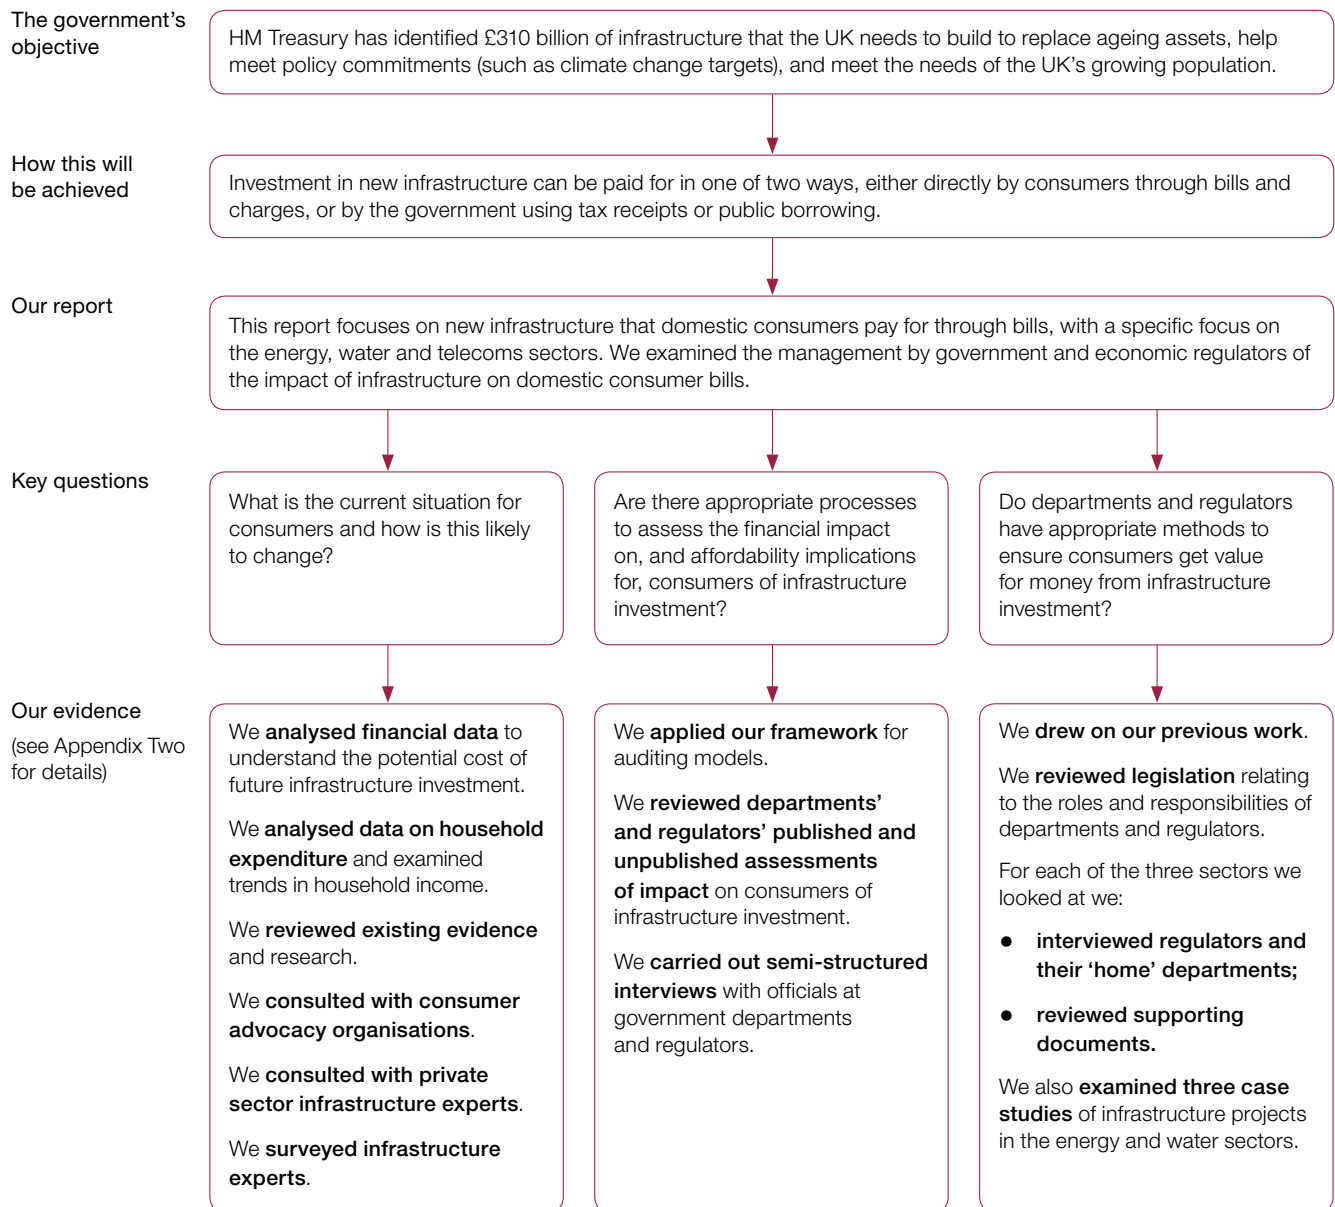 The government's
objective
HM Treasury has identified £310 billion of infrastructure that the UK needs to build to replace ageing assets, help
meet policy commitments (such as climate change targets), and meet the needs of the UK's growing population.
How this will
be achieved
Investment in new infrastructure can be paid for in one of two ways, either directly by consumers through bills and
charges, or by the government using tax receipts or public borrowing.
Our report
This report focuses on new infrastructure that domestic consumers pay for through bills, with a specific focus on
the energy, water and telecoms sectors. We examined the management by government and economic regulators of
the impact of infrastructure on domestic consumer bills.
Key questions
What is the current situation for
consumers and how is this likely
to change?
Are there appropriate processes
to assess the financial impact
on, and affordability implications
for, consumers of infrastructure
investment?
Do departments and regulators
have appropriate methods to
ensure consumers get value
for money from infrastructure
investment?
Our evidence
(see Appendix Two
for details)
We analysed financial data to
understand the potential cost of
future infrastructure investment.
We analysed data on household
expenditure and examined
trends in household income.
We reviewed existing evidence
and research.
We consulted with consumer
advocacy organisations.
We consulted with private
sector infrastructure experts.
We surveyed infrastructure
experts.
We applied our framework for
auditing models.
We reviewed departments'
and regulators' published and
unpublished assessments
of impact on consumers of
infrastructure investment.
We carried out semi-structured
interviews with officials at
government departments
and regulators.
We drew on our previous work.
We reviewed legislation relating
to the roles and responsibilities of
departments and regulators.
For each of the three sectors we
looked at we:
● interviewed regulators and
their 'home' departments;
● reviewed supporting
documents.
We also examined three case
studies of infrastructure projects
in the energy and water sectors.